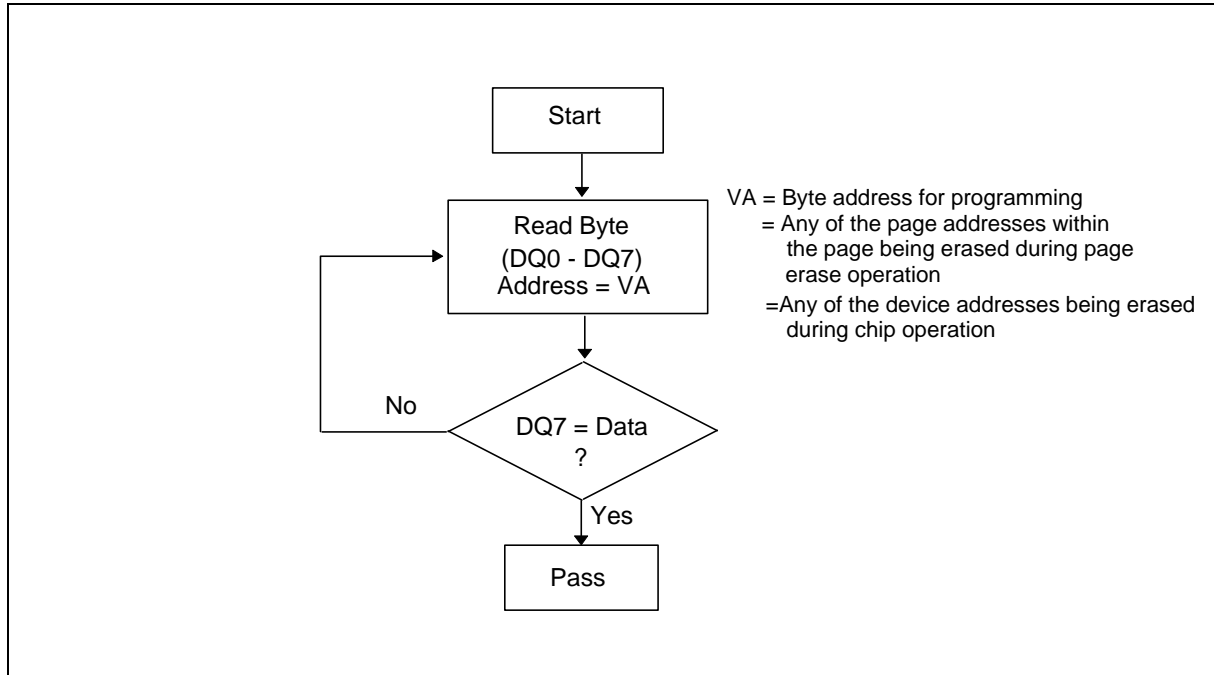 Start
VA = Byte address for programming
= Any of the page addresses within
the page being erased during page
erase operation
=Any of the device addresses being erased
during chip operation
Read Byte
(DQ0 - DQ7)
Address = VA
No
DQ7 = Data
?
Yes
Pass